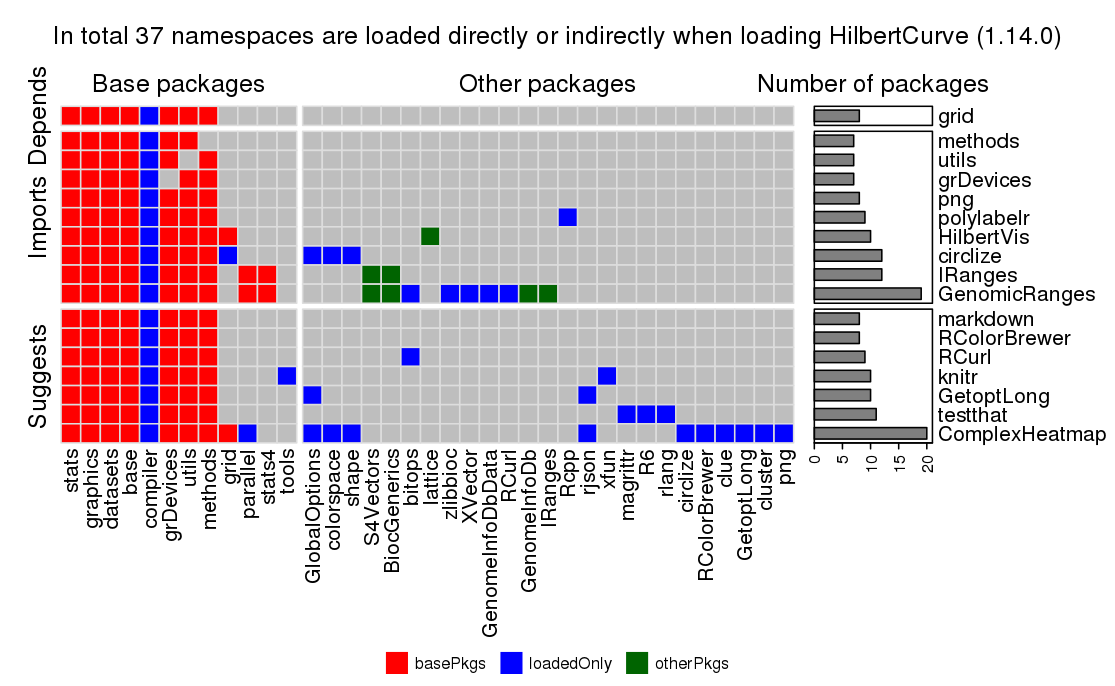 In total 37 namespaces are loaded directly or indirectly when loading HilbertCurve (1.14.0)
Base packages
Other packages
Number of packages
Depends
Imports
Suggests
grid
methods
utils
grDevices
png
polylabelr
HilbertVis
circlize
IRanges
GenomicRanges
markdown
RColorBrewer
RCurl
knitr
GetoptLong
testthat
ComplexHeatmap
0 5 10 15 20
stats
graphics
datasets
base
compiler
grDevices
utils
methods
grid
parallel
stats4
tools
GlobalOptions
colorspace
shape
S4Vectors
BiocGenerics
bitops
lattice
zlibbioc
XVector
GenomeInfoDbData
RCurl
GenomeInfoDb
IRanges
Rcpp
rjson
xfun
magrittr
R6
rlang
circlize
RColorBrewer
clue
GetoptLong
cluster
png
basePkgs
loadedOnly
otherPkgs